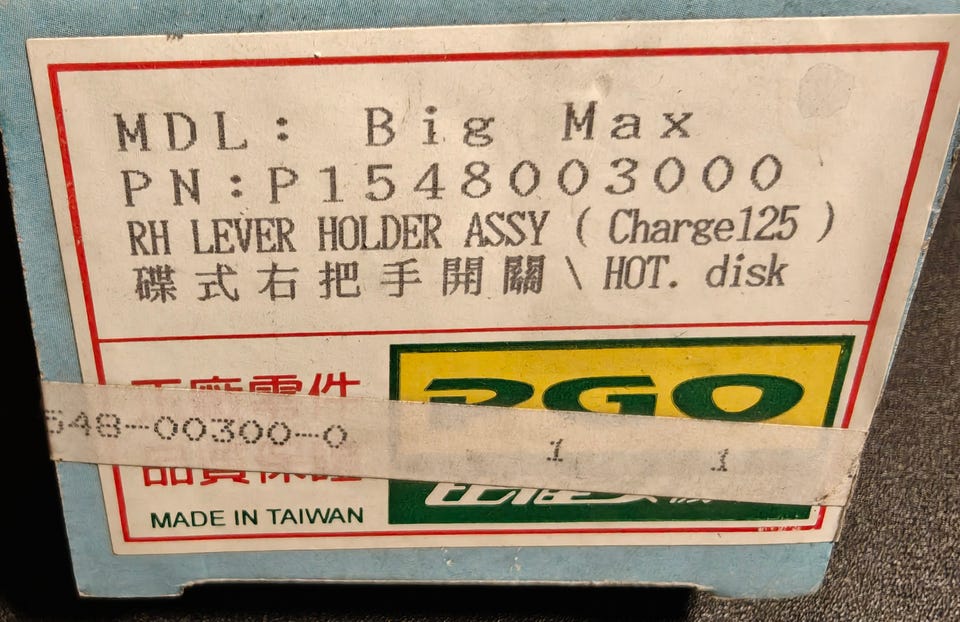 MDL: Big Max
PN:P1548003000
RH LEVER HOLDER ASSY ( Charge125 )
碟式右把手開關 \ HOT. disk
PGO
548-00300-0 1 1
MADE IN TAIWAN